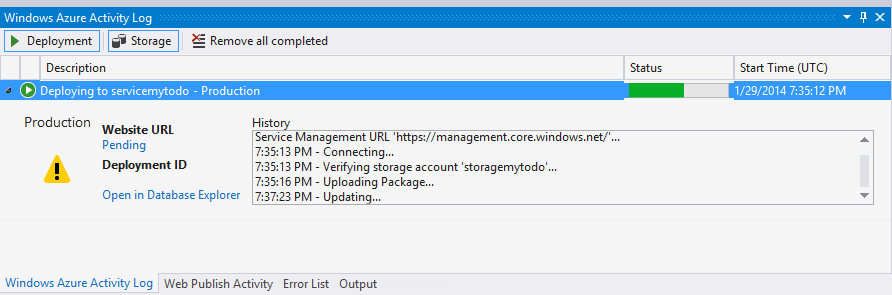 Windows Azure Activity Log
Deployment Storage Remove all completed
Description Status Start Time (UTC)
Deploying to servicemytodo - Production 1/29/2014 7:35:12 PM
Production
Website URL
Pending
Deployment ID
Open in Database Explorer
History
Service Management URL 'https://management.core.windows.net/'...
7:35:13 PM - Connecting...
7:35:13 PM - Verifying storage account 'storagemytodo'...
7:35:16 PM - Uploading Package...
7:37:23 PM - Updating...
Windows Azure Activity Log Web Publish Activity Error List Output